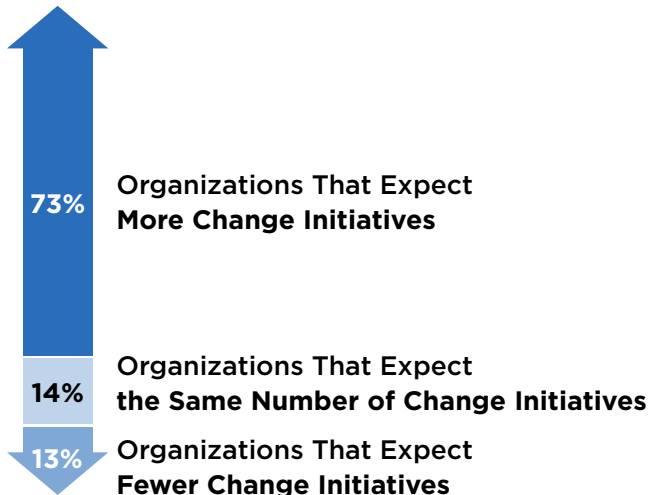 73%
Organizations That Expect
More Change Initiatives
14%
Organizations That Expect
the Same Number of Change Initiatives
13%
Organizations That Expect
Fewer Change Initiatives